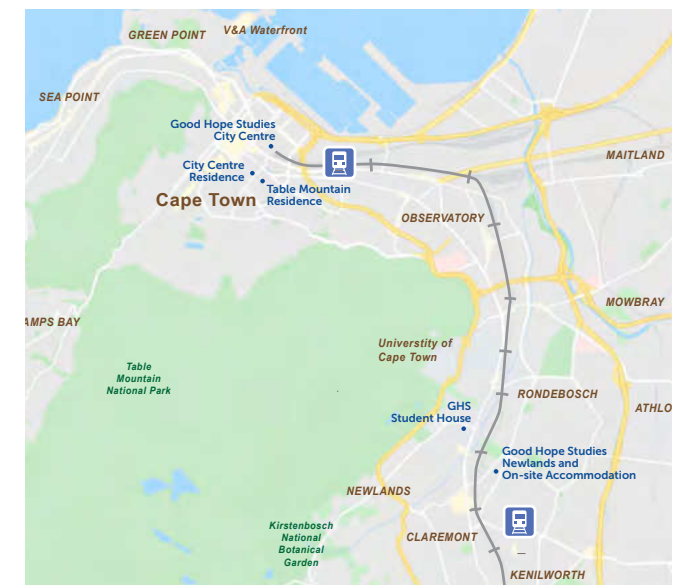 GREEN POINT
V&A Waterfront
SEA POINT
Good Hope Studies
City Centre
MAITLAND
City Centre
Residence
Table Mountain
Residence
Cape Town
OBSERVATORY
MOWBRAY
AMPS BAY
Universtity of
Cape Town
Table
Mountain
National Park
RONDEBOSCH
GHS
Student House
ATHLO
Good Hope Studies
Newlands and
On-site Accommodation
NEWLANDS
Kirstenbosch
National
Botanical
Garden
CLAREMONT
KENILWORTH